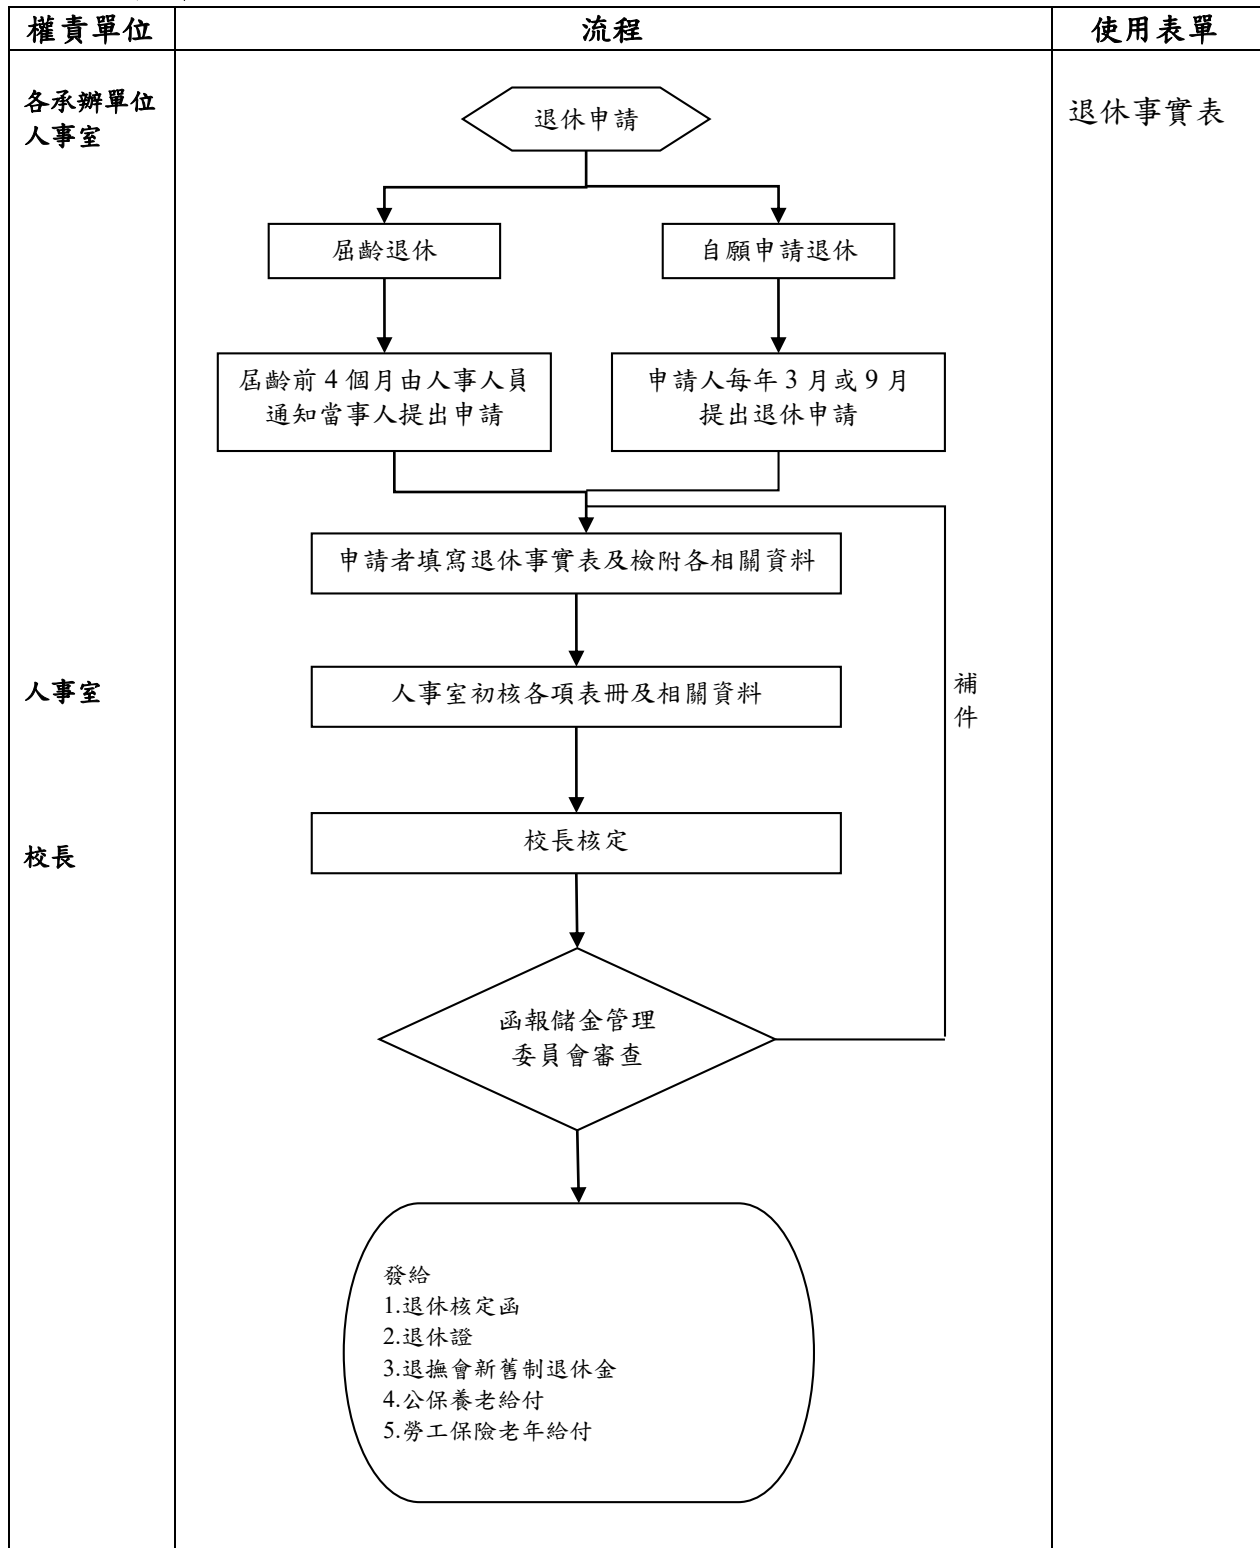 權責單位
流程
使用表單
各承辦單位
人事室
退休申請
退休事實表
屆齡退休
自願申請退休
屆齡前 4 個月由人事人員
通知當事人提出申請
申請人每年 3 月或 9 月
提出退休申請
申請者填寫退休事實表及檢附各相關資料
人事室
人事室初核各項表冊及相關資料
補
件
校長
校長核定
函報儲金管理
委員會審查
發給
1.退休核定函
2.退休證
3.退撫會新舊制退休金
4.公保養老給付
5.勞工保險老年給付